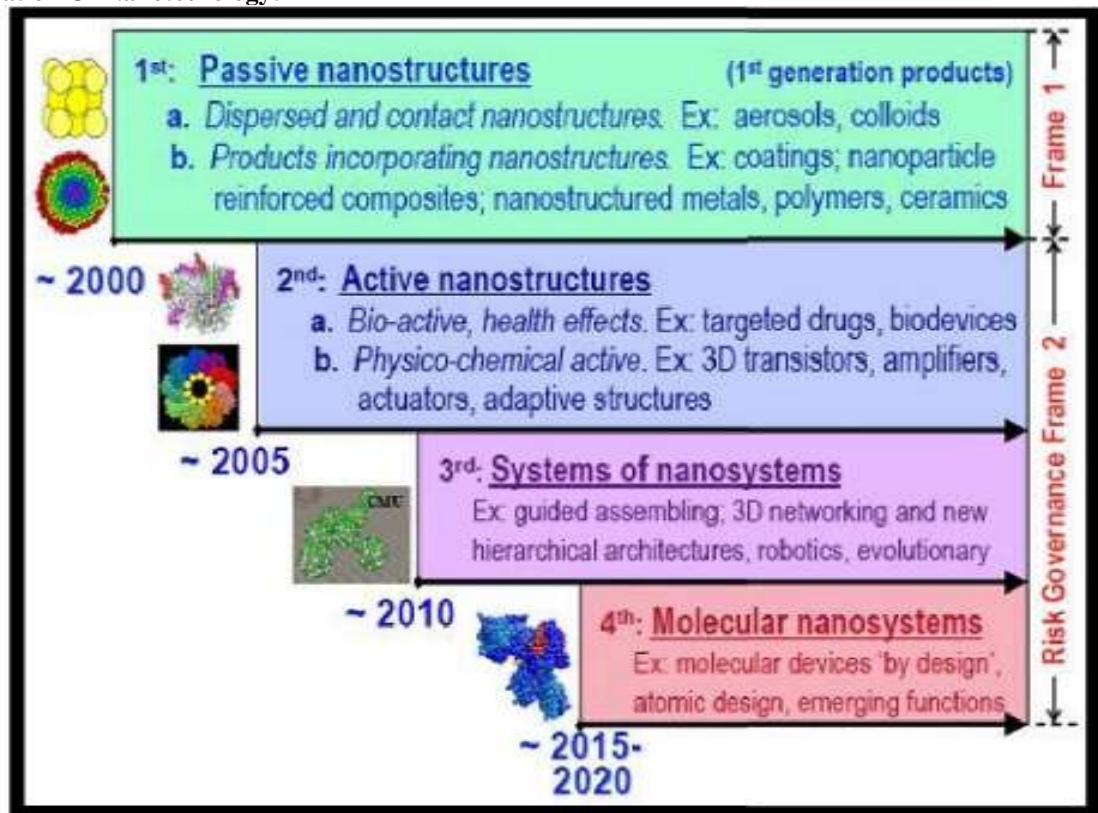 1st: Passive nanostructures (1st generation products)
a. Dispersed and contact nanostructures. Ex: aerosols, colloids
b. Products incorporating nanostructures. Ex: coatings; nanoparticle
reinforced composites; nanostructured metals, polymers, ceramics
~ 2000
2nd: Active nanostructures
a. Bio-active, health effects. Ex: targeted drugs, biodevices
b. Physico-chemical active. Ex: 3D transistors, amplifiers,
actuators, adaptive structures
~ 2005
3rd: Systems of nanosystems
Ex: guided assembling; 3D networking and new
hierarchical architectures, robotics, evolutionary
CMU
~ 2010
4th: Molecular nanosystems
Ex: molecular devices 'by design',
atomic design, emerging functions
~ 2015-
2020
Frame 1
Risk Governance Frame 2